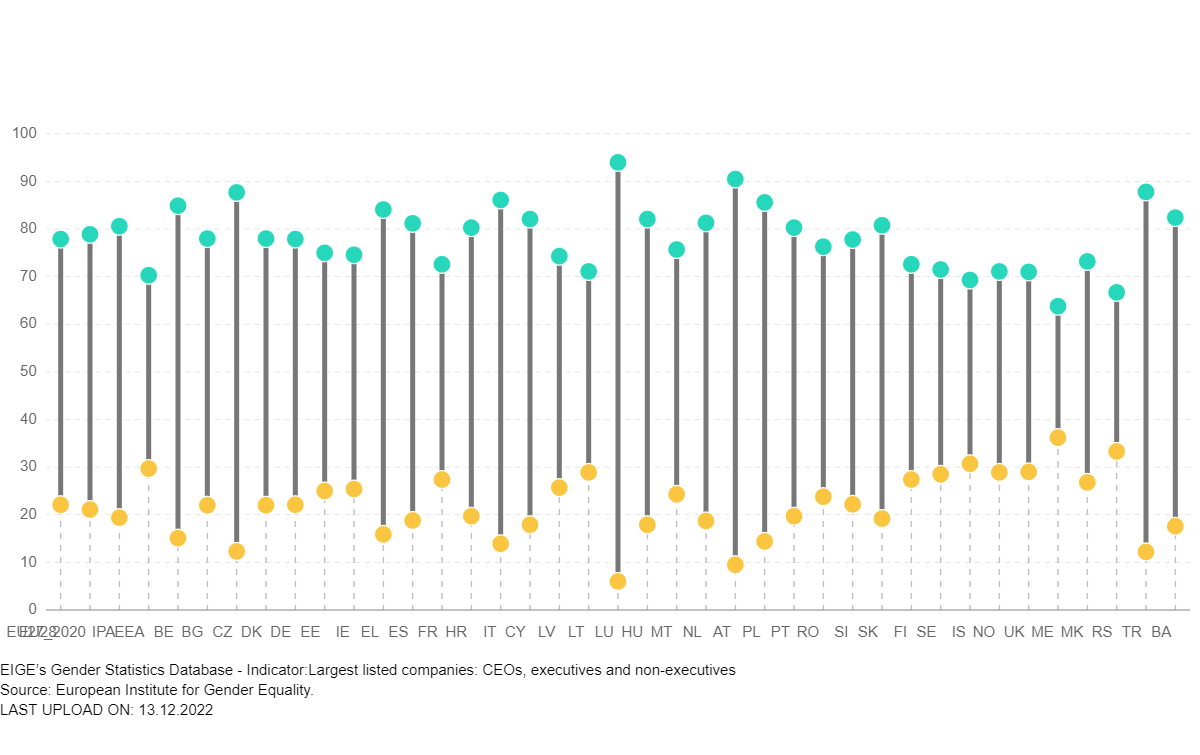 100
90
80
70
60
50
40
30
20
10
0
EU27_2020 EU28 IPA EEA BE BG CZ DK DE EE IE EL ES FR HR IT CY LV LT LU HU MT NL AT PL PT RO SI SK FI SE IS NO UK ME MK RS TR BA
EIGE’s Gender Statistics Database - Indicator:Largest listed companies: CEOs, executives and non-executives
Source: European Institute for Gender Equality.
LAST UPLOAD ON: 13.12.2022